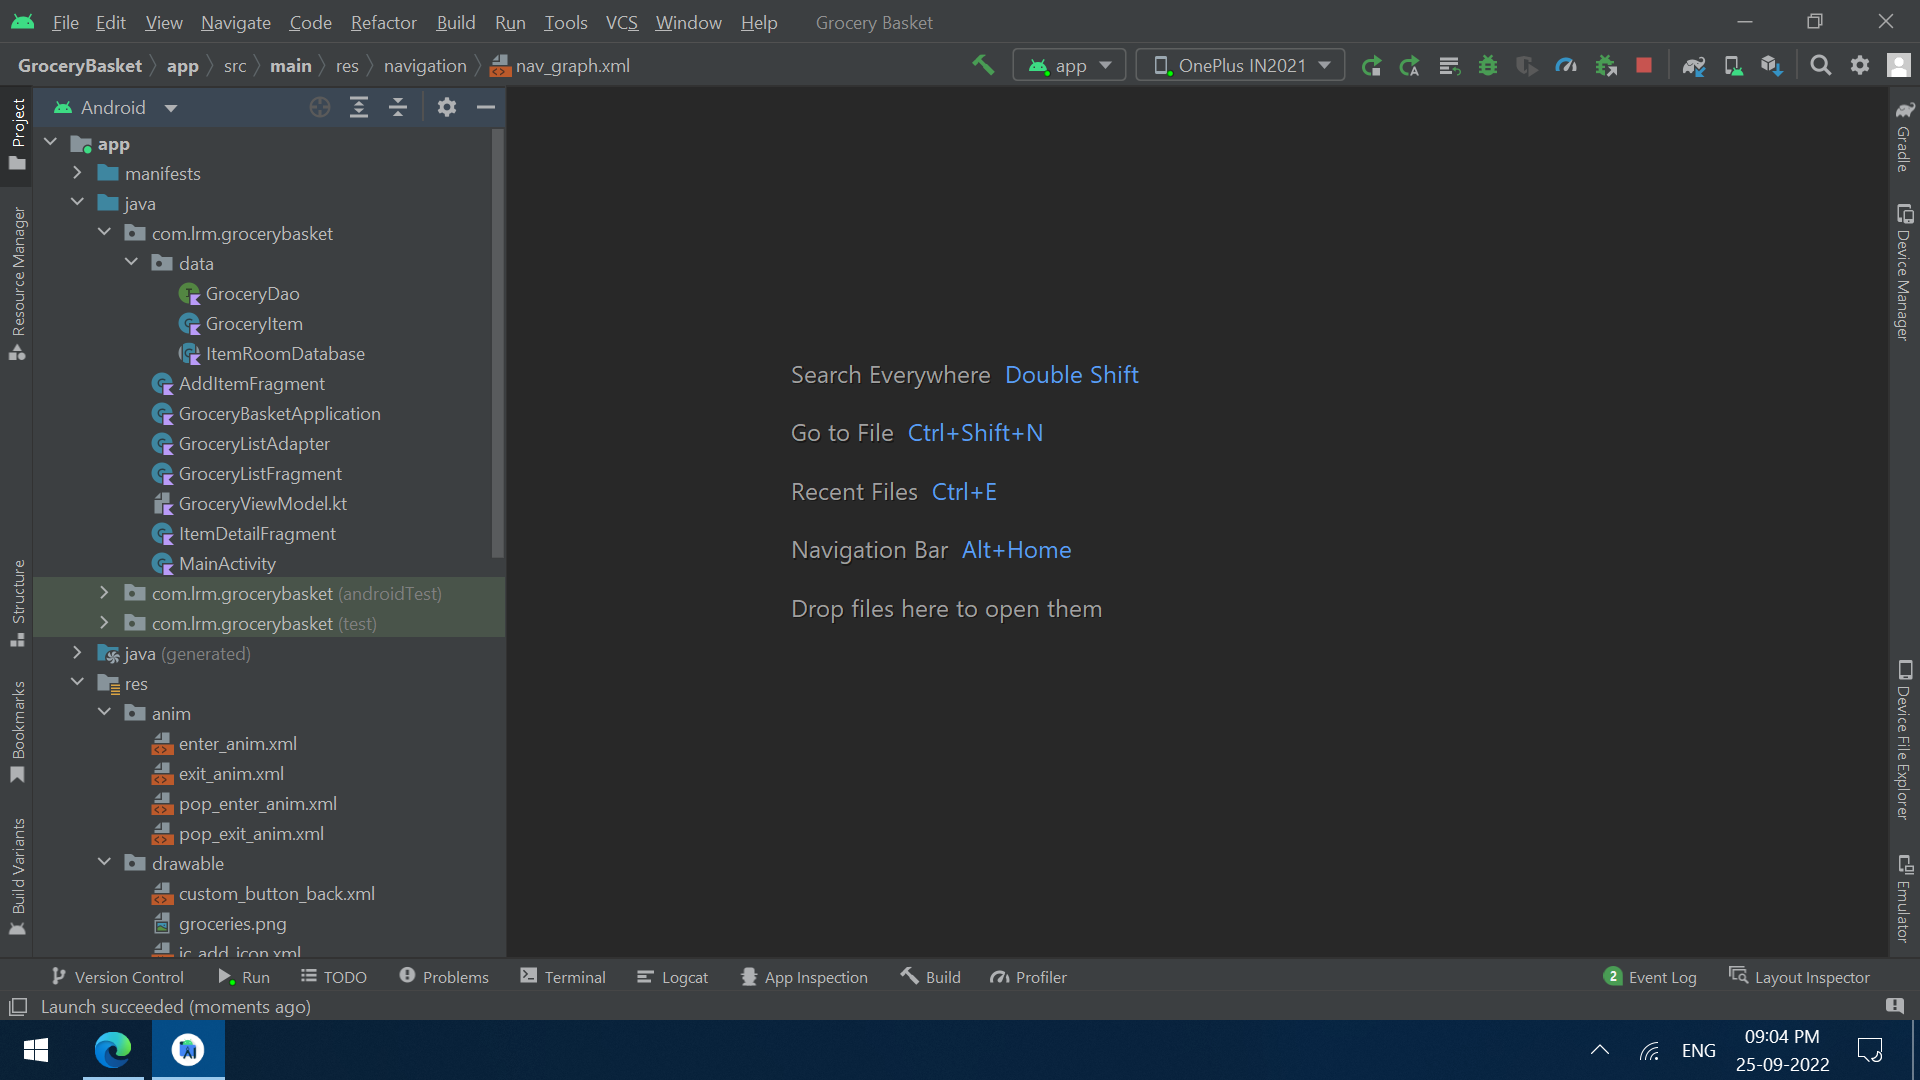 File Edit View Navigate Code Refactor Build Run Tools VCS Window Help Grocery Basket
GroceryBasket app src main res navigation nav_graph.xml app OnePlus IN2021
Android
Project
Resource Manager
Structure
Bookmarks
Build Variants
app
manifests
java
com.lrm.grocerybasket
data
GroceryDao
GroceryItem
ItemRoomDatabase
AddItemFragment
GroceryBasketApplication
GroceryListAdapter
GroceryListFragment
GroceryViewModel.kt
ItemDetailFragment
MainActivity
com.lrm.grocerybasket (androidTest)
com.lrm.grocerybasket (test)
java (generated)
res
anim
enter_anim.xml
exit_anim.xml
pop_enter_anim.xml
pop_exit_anim.xml
drawable
custom_button_back.xml
groceries.png
ic_add_icon.xml
Search Everywhere Double Shift
Go to File Ctrl+Shift+N
Recent Files Ctrl+E
Navigation Bar Alt+Home
Drop files here to open them
Gradle
Device Manager
Device File Explorer
Emulator
Version Control Run TODO Problems Terminal Logcat App Inspection Build Profiler 2 Event Log Layout Inspector
Launch succeeded (moments ago)
AI
ENG
09:04 PM
25-09-2022